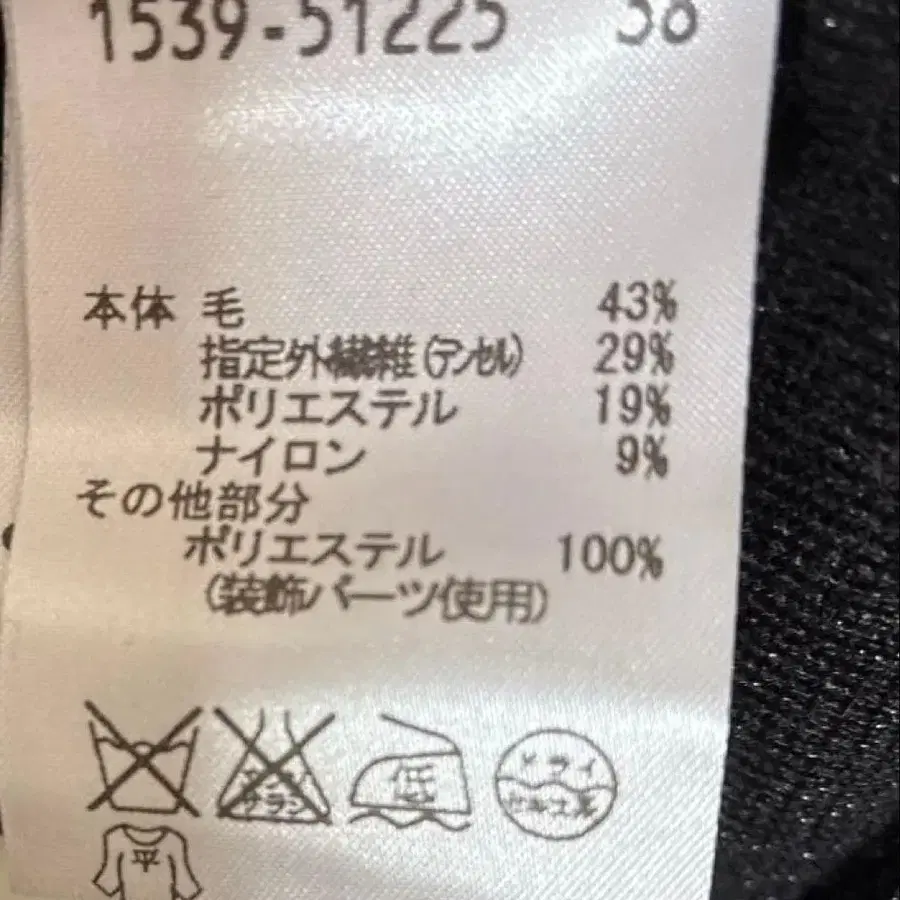 1539-51225 38
本体 毛 43%
指定外繊維(テンセル) 29%
ポリエステル 19%
ナイロン 9%
その他部分
ポリエステル 100%
(装飾パーツ使用)
低
ドライ
セキユ系
平